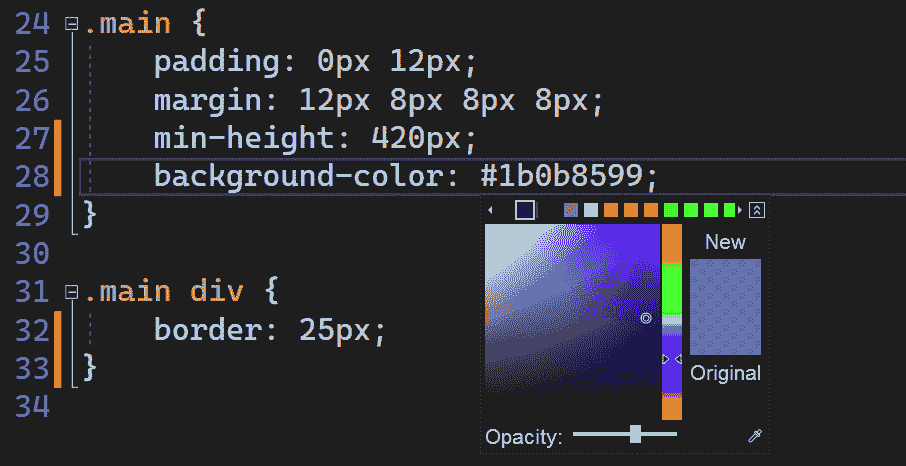 24 .main {
25 padding: 0px 12px;
26 margin: 12px 8px 8px 8px;
27 min-height: 420px;
28 background-color: #1b0b8599;
29 }
New
30
31 .main div {
32 border: 25px;
33 }
Original
34
Opacity: